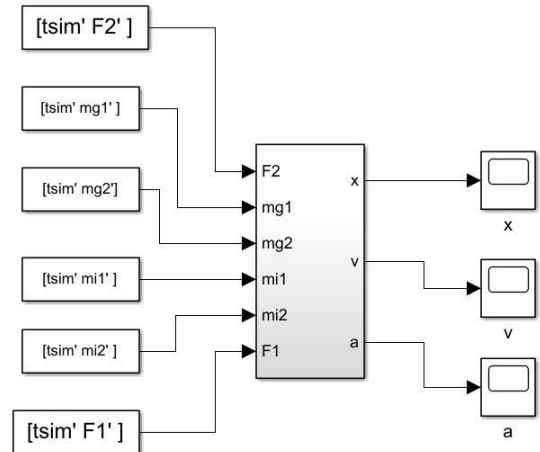 [tsim' F2' ]
[tsim' mg1' ]
[tsim' mg2']
[tsim' mi1' ]
[tsim' mi2' ]
[tsim' F1' ]
F2
mg1
mg2
mi1
mi2
F1
x
v
a
x
v
a